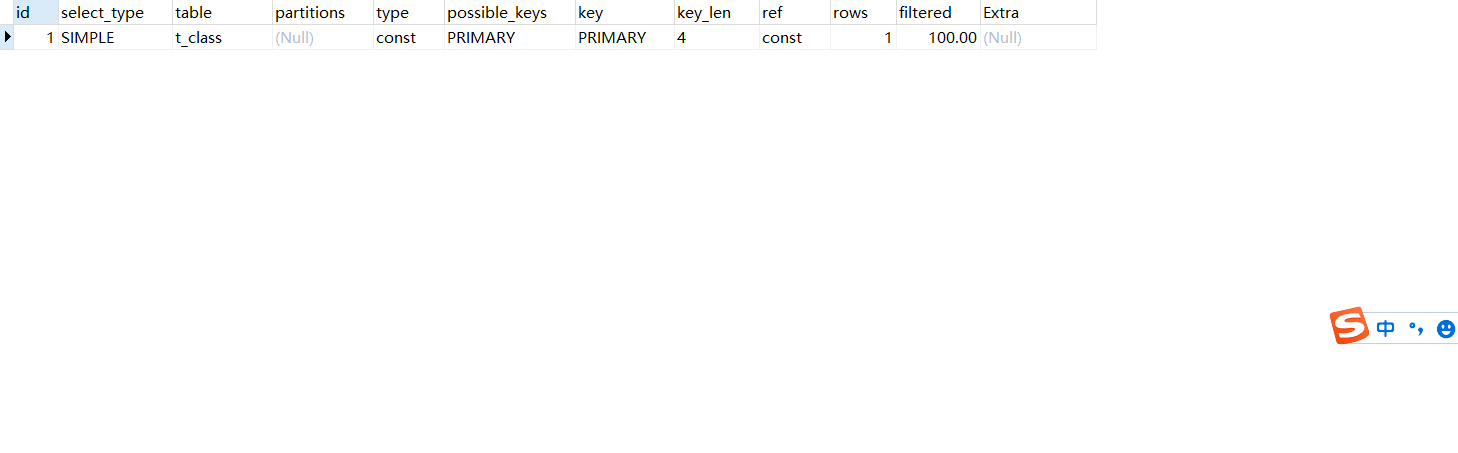 id select_type table partitions type possible_keys key key_len ref rows filtered Extra
1 SIMPLE t_class (Null) const PRIMARY PRIMARY 4 const 1 100.00 (Null)
S 中 °,